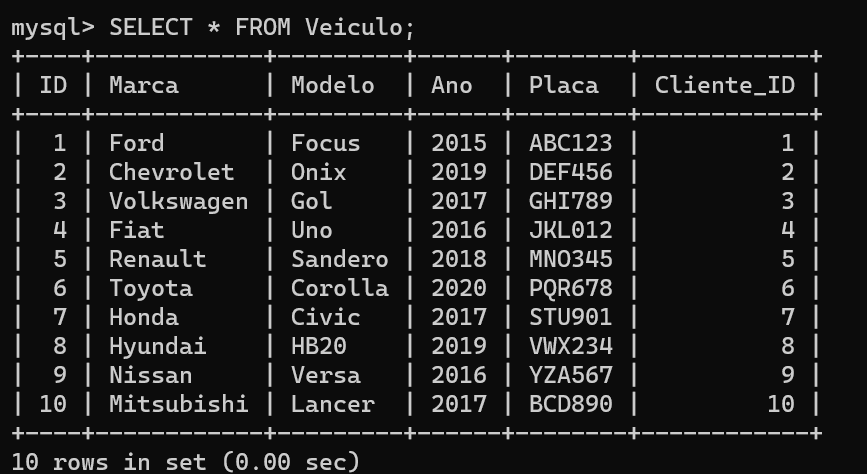 mysql> SELECT * FROM Veiculo;
+----+------------+---------+------+--------+------------+
| ID | Marca      | Modelo  | Ano  | Placa  | Cliente_ID |
+----+------------+---------+------+--------+------------+
|  1 | Ford       | Focus   | 2015 | ABC123 |          1 |
|  2 | Chevrolet  | Onix    | 2019 | DEF456 |          2 |
|  3 | Volkswagen | Gol     | 2017 | GHI789 |          3 |
|  4 | Fiat       | Uno     | 2016 | JKL012 |          4 |
|  5 | Renault    | Sandero | 2018 | MNO345 |          5 |
|  6 | Toyota     | Corolla | 2020 | PQR678 |          6 |
|  7 | Honda      | Civic   | 2017 | STU901 |          7 |
|  8 | Hyundai    | HB20    | 2019 | VWX234 |          8 |
|  9 | Nissan     | Versa   | 2016 | YZA567 |          9 |
| 10 | Mitsubishi | Lancer  | 2017 | BCD890 |         10 |
+----+------------+---------+------+--------+------------+
10 rows in set (0.00 sec)